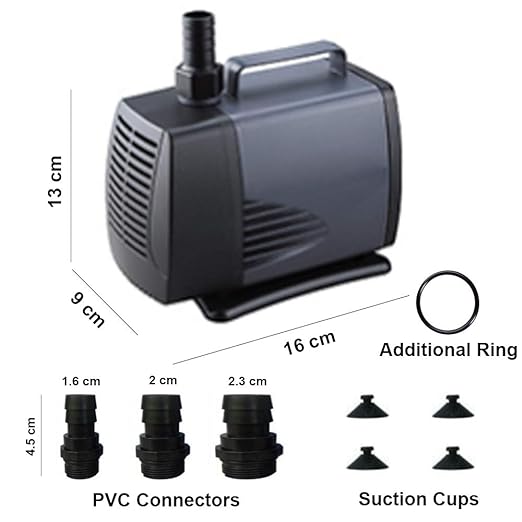 13 cm
9 cm
16 cm
Additional Ring
1.6 cm
2 cm
2.3 cm
4.5 cm
PVC Connectors
Suction Cups